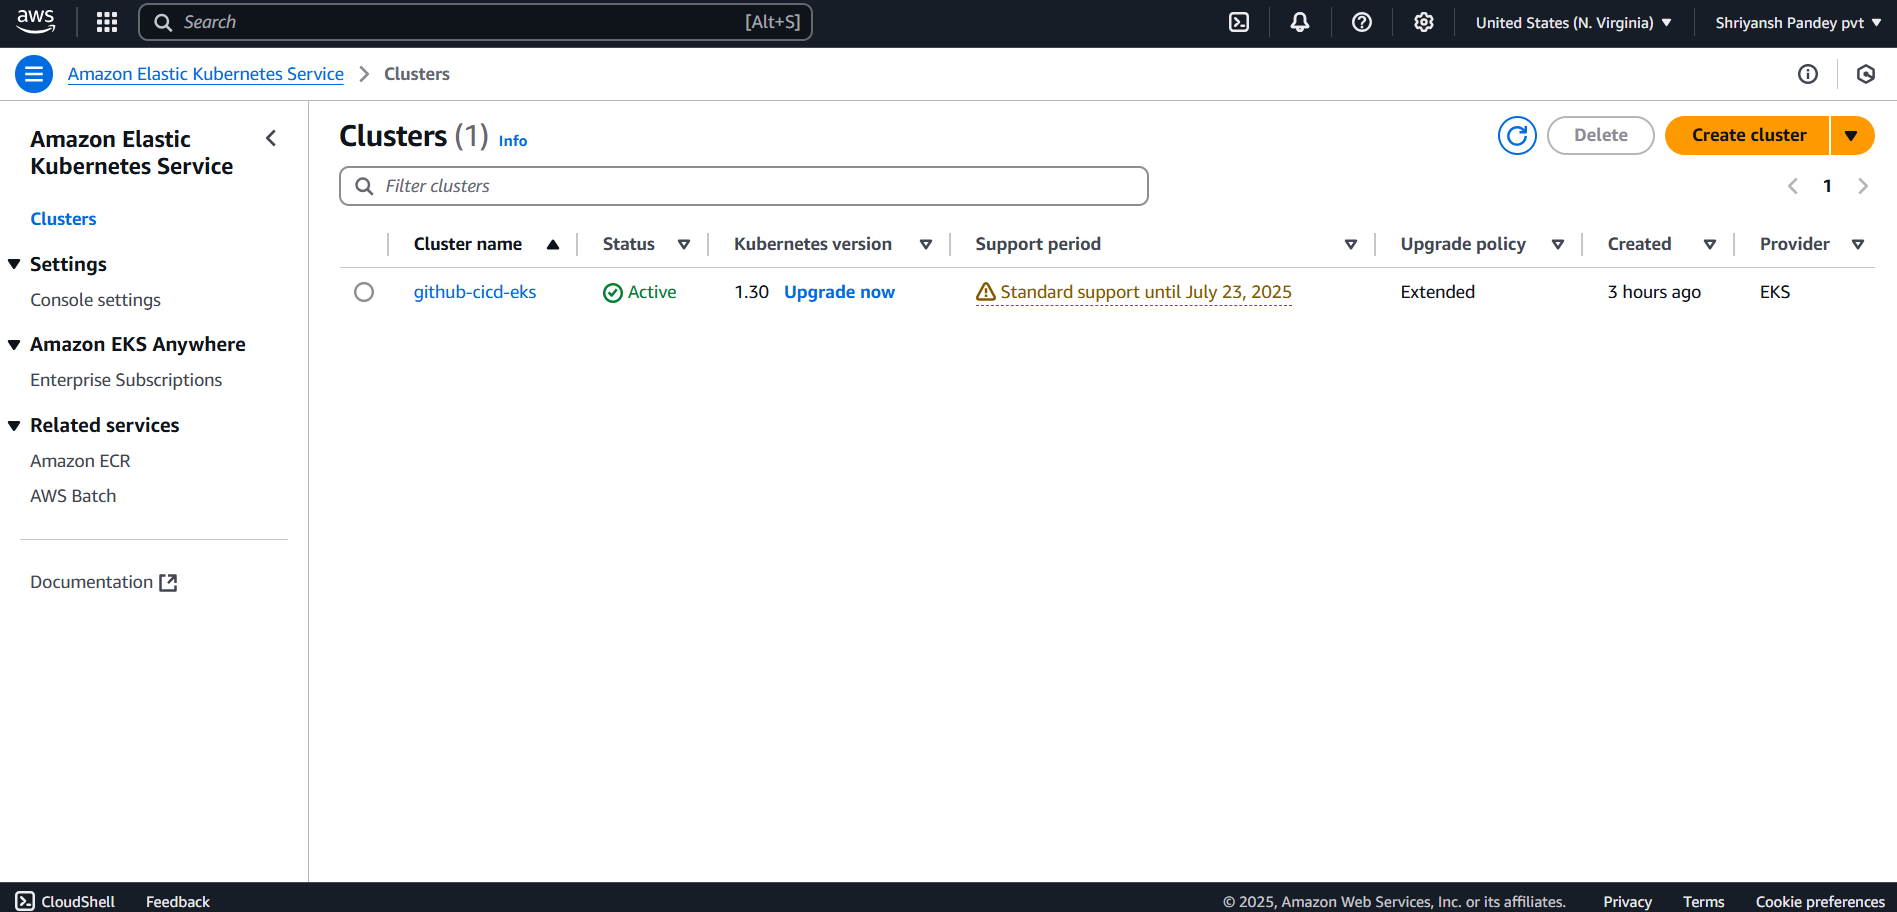 aws
Search [Alt+S]
United States (N. Virginia) Shriyansh Pandey pvt
Amazon Elastic Kubernetes Service Clusters
Amazon Elastic
Kubernetes Service
Clusters
Settings
Console settings
Amazon EKS Anywhere
Enterprise Subscriptions
Related services
Amazon ECR
AWS Batch
Documentation
Clusters (1) Info
Delete Create cluster
Filter clusters
1
Cluster name Status Kubernetes version Support period Upgrade policy Created Provider
github-cicd-eks Active 1.30 Upgrade now Standard support until July 23, 2025 Extended 3 hours ago EKS
CloudShell Feedback © 2025, Amazon Web Services, Inc. or its affiliates. Privacy Terms Cookie preferences